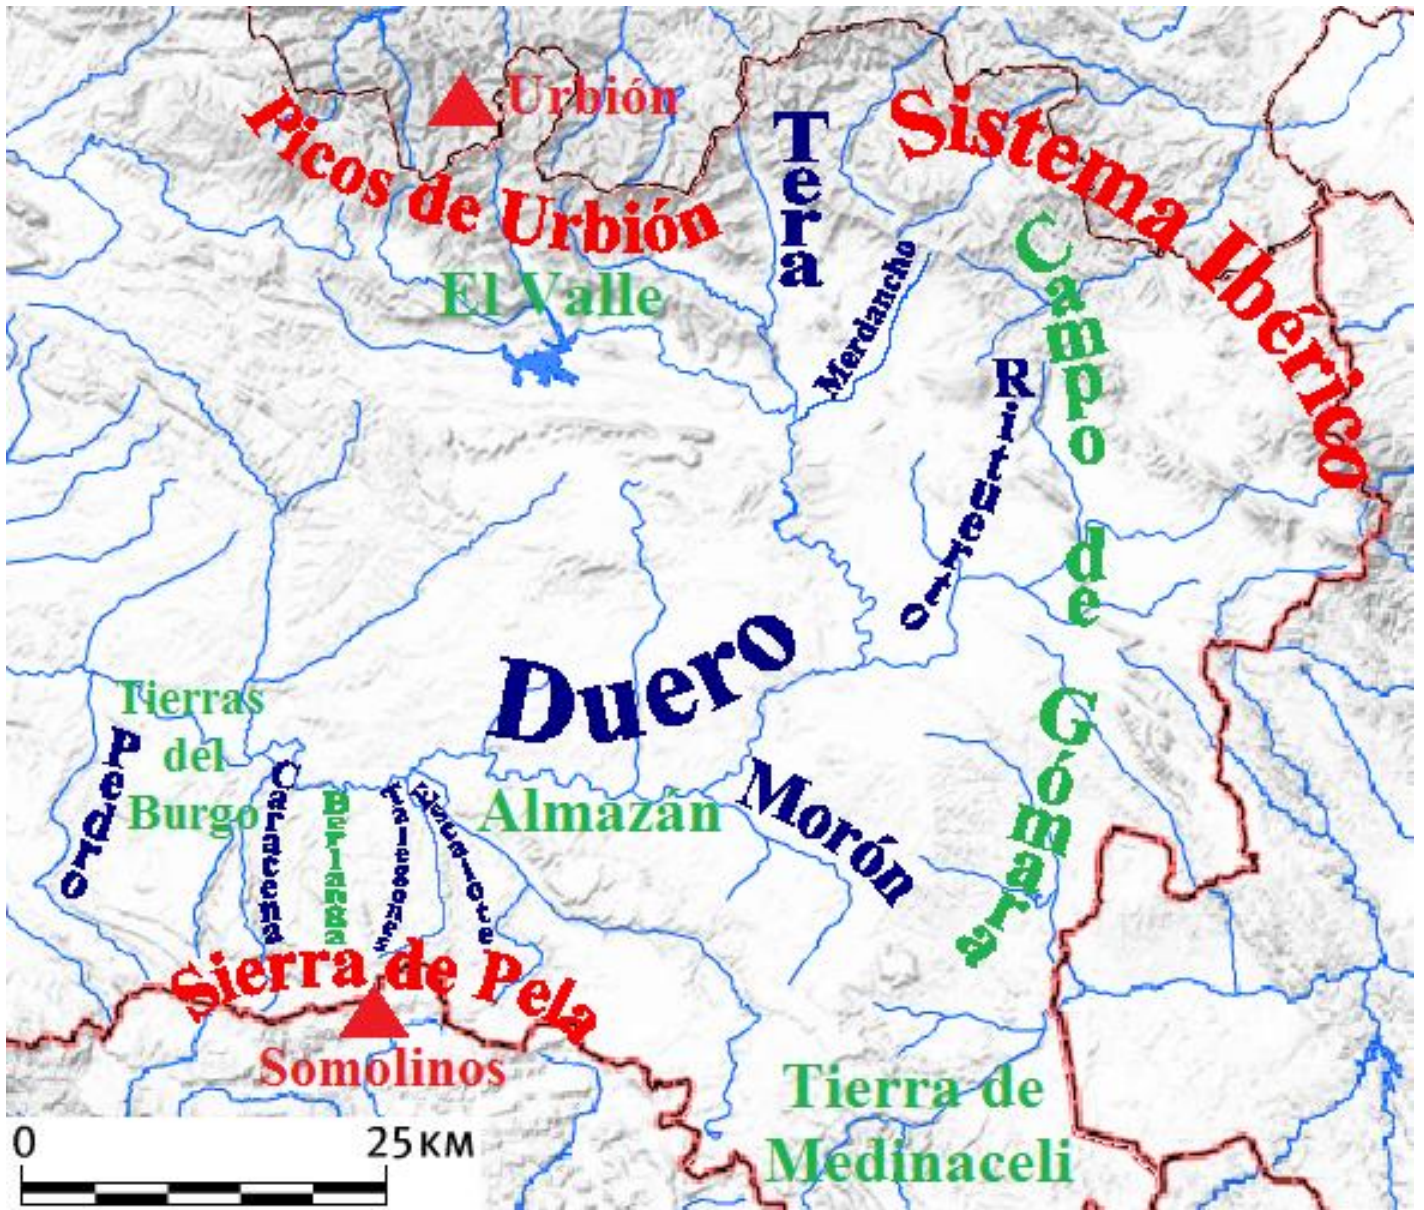 Urbión
Picos de Urbión
Sistema Ibérico
Tera
El Valle
Merdancho
Campo de Gómara
Rituerto
Duero
Tierras
del
Burgo
Pedro
Caracena
Berlanga
Talegones
Escalote
Almazán
Morón
Sierra de Pela
Somolinos
Tierra de
Medinaceli
0 25 KM